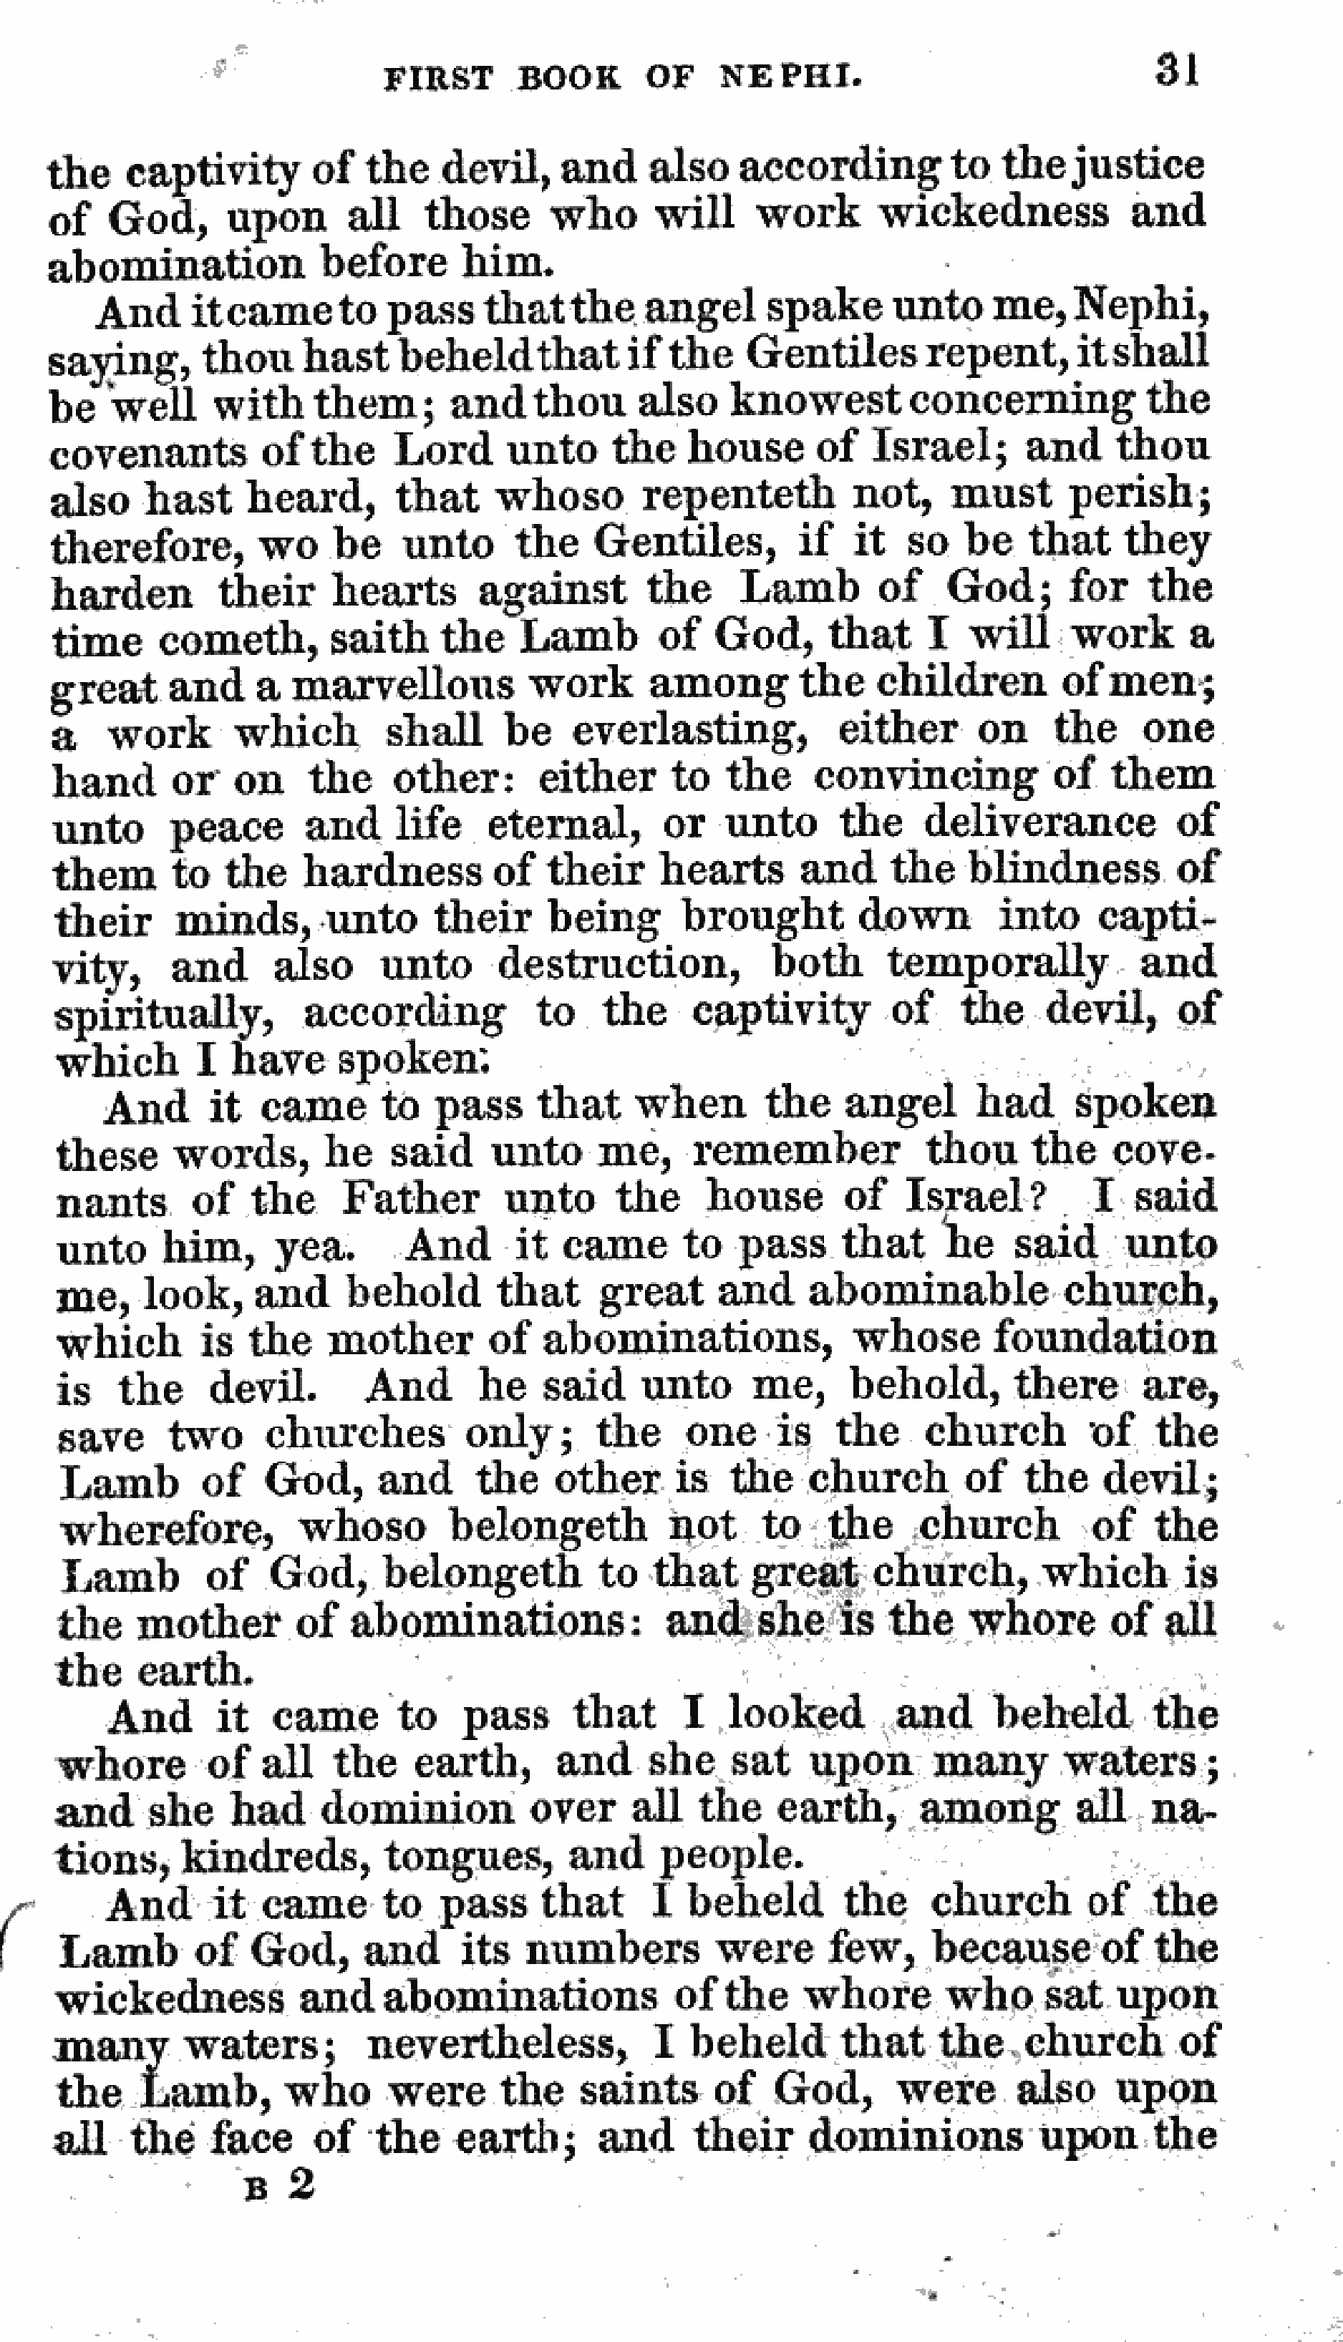 FIRST BOOK OF NEPHI. 31
the captivity of the devil, and also according to the justice
of God, upon all those who will work wickedness and
abomination before him.
And it came to pass that the angel spake unto me, Nephi,
saying, thou hast beheld that if the Gentiles repent, it shall
be well with them; and thou also knowest concerning the
covenants of the Lord unto the house of Israel; and thou
also hast heard, that whoso repenteth not, must perish;
therefore, wo be unto the Gentiles, if it so be that they
harden their hearts against the Lamb of God; for the
time cometh, saith the Lamb of God, that I will work a
great and a marvellous work among the children of men;
a work which shall be everlasting, either on the one
hand or on the other: either to the convincing of them
unto peace and life eternal, or unto the deliverance of
them to the hardness of their hearts and the blindness of
their minds, unto their being brought down into capti-
vity, and also unto destruction, both temporally and
spiritually, according to the captivity of the devil, of
which I have spoken.
And it came to pass that when the angel had spoken
these words, he said unto me, remember thou the cove-
nants of the Father unto the house of Israel? I said
unto him, yea. And it came to pass that he said unto
me, look, and behold that great and abominable church,
which is the mother of abominations, whose foundation
is the devil. And he said unto me, behold, there are,
save two churches only; the one is the church of the
Lamb of God, and the other is the church of the devil;
wherefore, whoso belongeth not to the church of the
Lamb of God, belongeth to that great church, which is
the mother of abominations: and she is the whore of all
the earth.
And it came to pass that I looked and beheld the
whore of all the earth, and she sat upon many waters;
and she had dominion over all the earth, among all na-
tions, kindreds, tongues, and people.
And it came to pass that I beheld the church of the
Lamb of God, and its numbers were few, because of the
wickedness and abominations of the whore who sat upon
many waters; nevertheless, I beheld that the church of
the Lamb, who were the saints of God, were also upon
all the face of the earth; and their dominions upon the
B 2